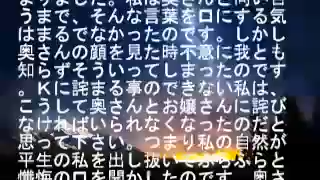 まりました。私は奥さんと向い合
うまで、そんな言葉を口にする気
はまるでなかったのです。しかし
奥さんの顔を見た時不意に我とも
知らずそういってしまったのです
。Ｋに詫まる事のできない私は、
こうして奥さんとお嬢さんに詫び
なければいられなくなったのだと
思って下さい。つまり私の自然が
平生の私を出し抜いてふらふらと
懺悔の口を開かしたのです。奥さ